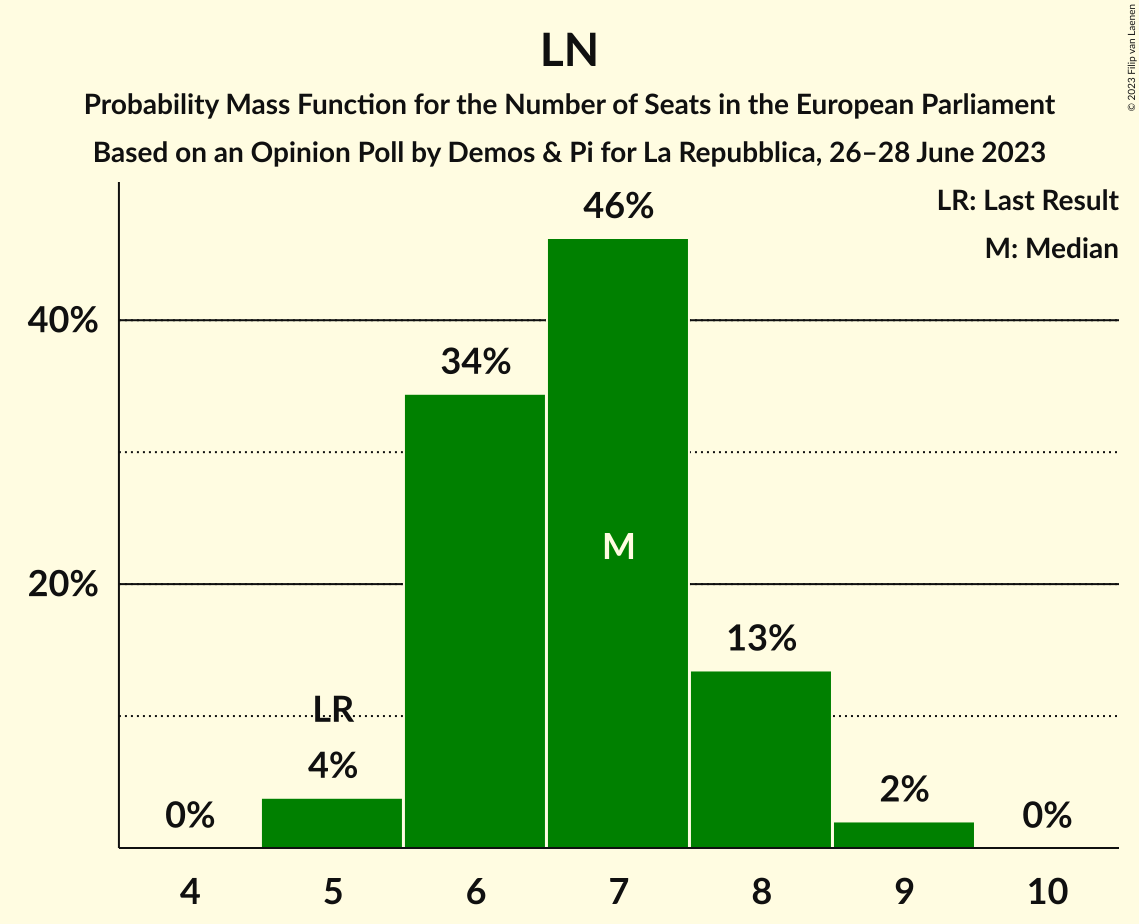 LN
Probability Mass Function for the Number of Seats in the European Parliament
Based on an Opinion Poll by Demos & Pi for La Repubblica, 26–28 June 2023
© 2023 Filip van Laenen
LR: Last Result
M: Median
46%
40%
34%
M
20%
13%
LR
4%
2%
0%
0%
4 5 6 7 8 9 10